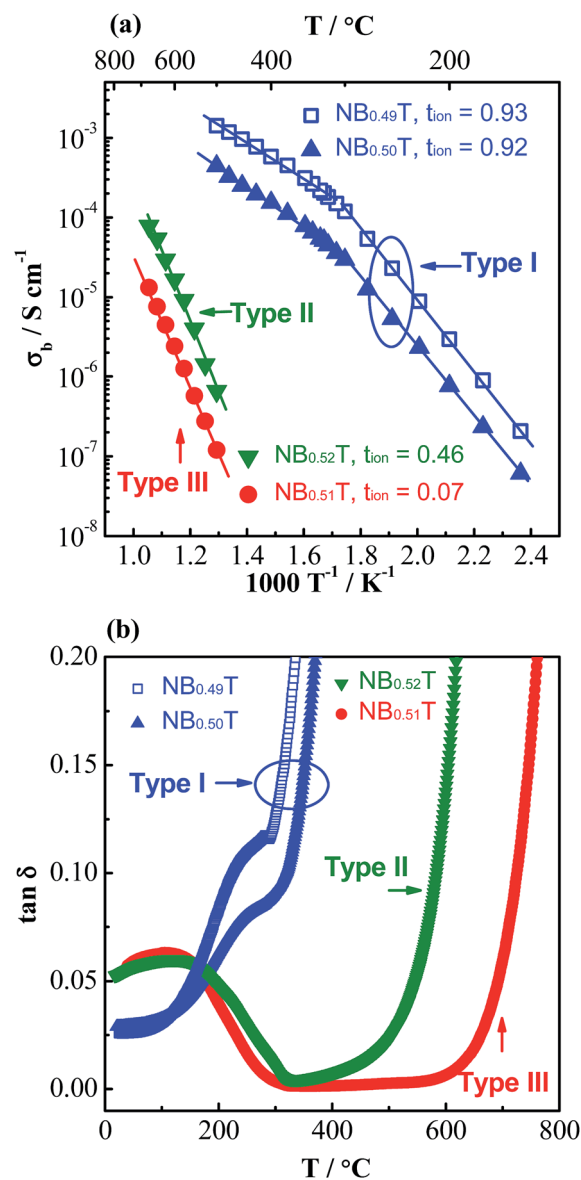 (a)
T / °C
800 600 400 200
NB0.49T, tion = 0.93
NB0.50T, tion = 0.92
10-3
10-4
10-5
10-6
10-7
10-8
σb / S cm-1
Type I
Type II
Type III
NB0.52T, tion = 0.46
NB0.51T, tion = 0.07
1.0 1.2 1.4 1.6 1.8 2.0 2.2 2.4
1000 T-1 / K-1
(b)
0.20
0.15
0.10
0.05
0.00
tan δ
NB0.49T
NB0.50T
NB0.52T
NB0.51T
Type I
Type II
Type III
0 200 400 600 800
T / °C